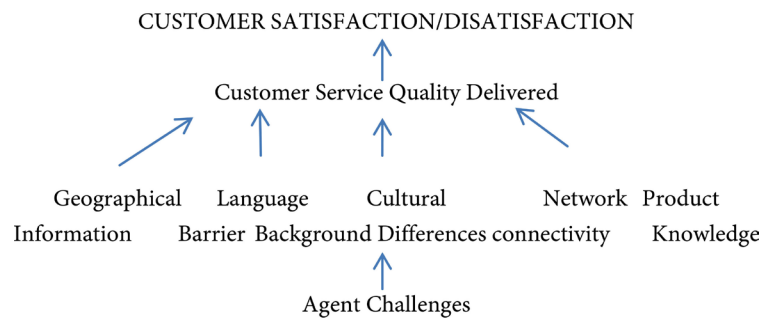 CUSTOMER SATISFACTION/DISATISFACTION
Customer Service Quality Delivered
Geographical Language Cultural Network Product
Information Barrier Background Differences connectivity Knowledge
Agent Challenges